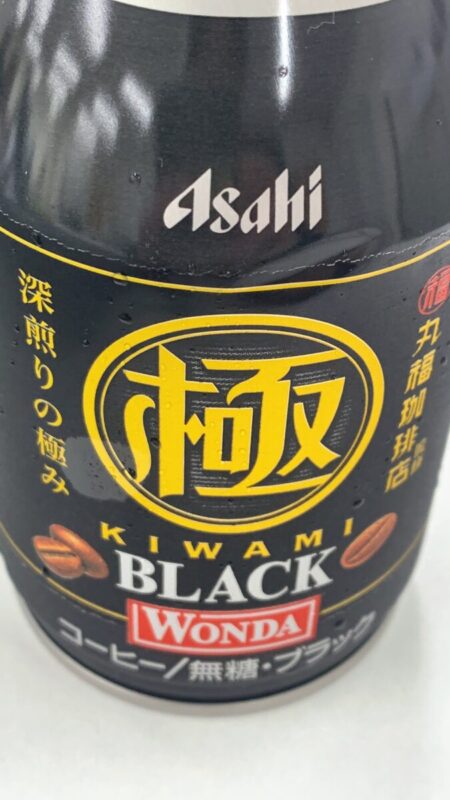 Asahi
深煎りの極み
極
福
丸福珈琲店
監修
KIWAMI
BLACK
WONDA
コーヒー/無糖・ブラック